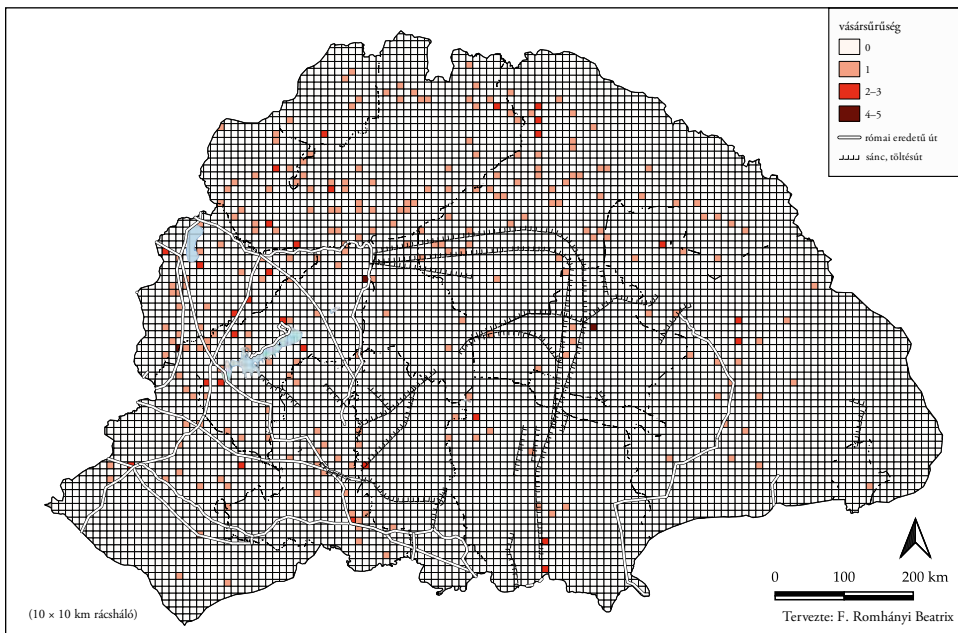 vásársűrűség
0
1
2–3
4–5
római eredetű út
sánc, töltésút
0 100 200 km
(10 × 10 km rácsháló)
Tervezte: F. Romhányi Beatrix